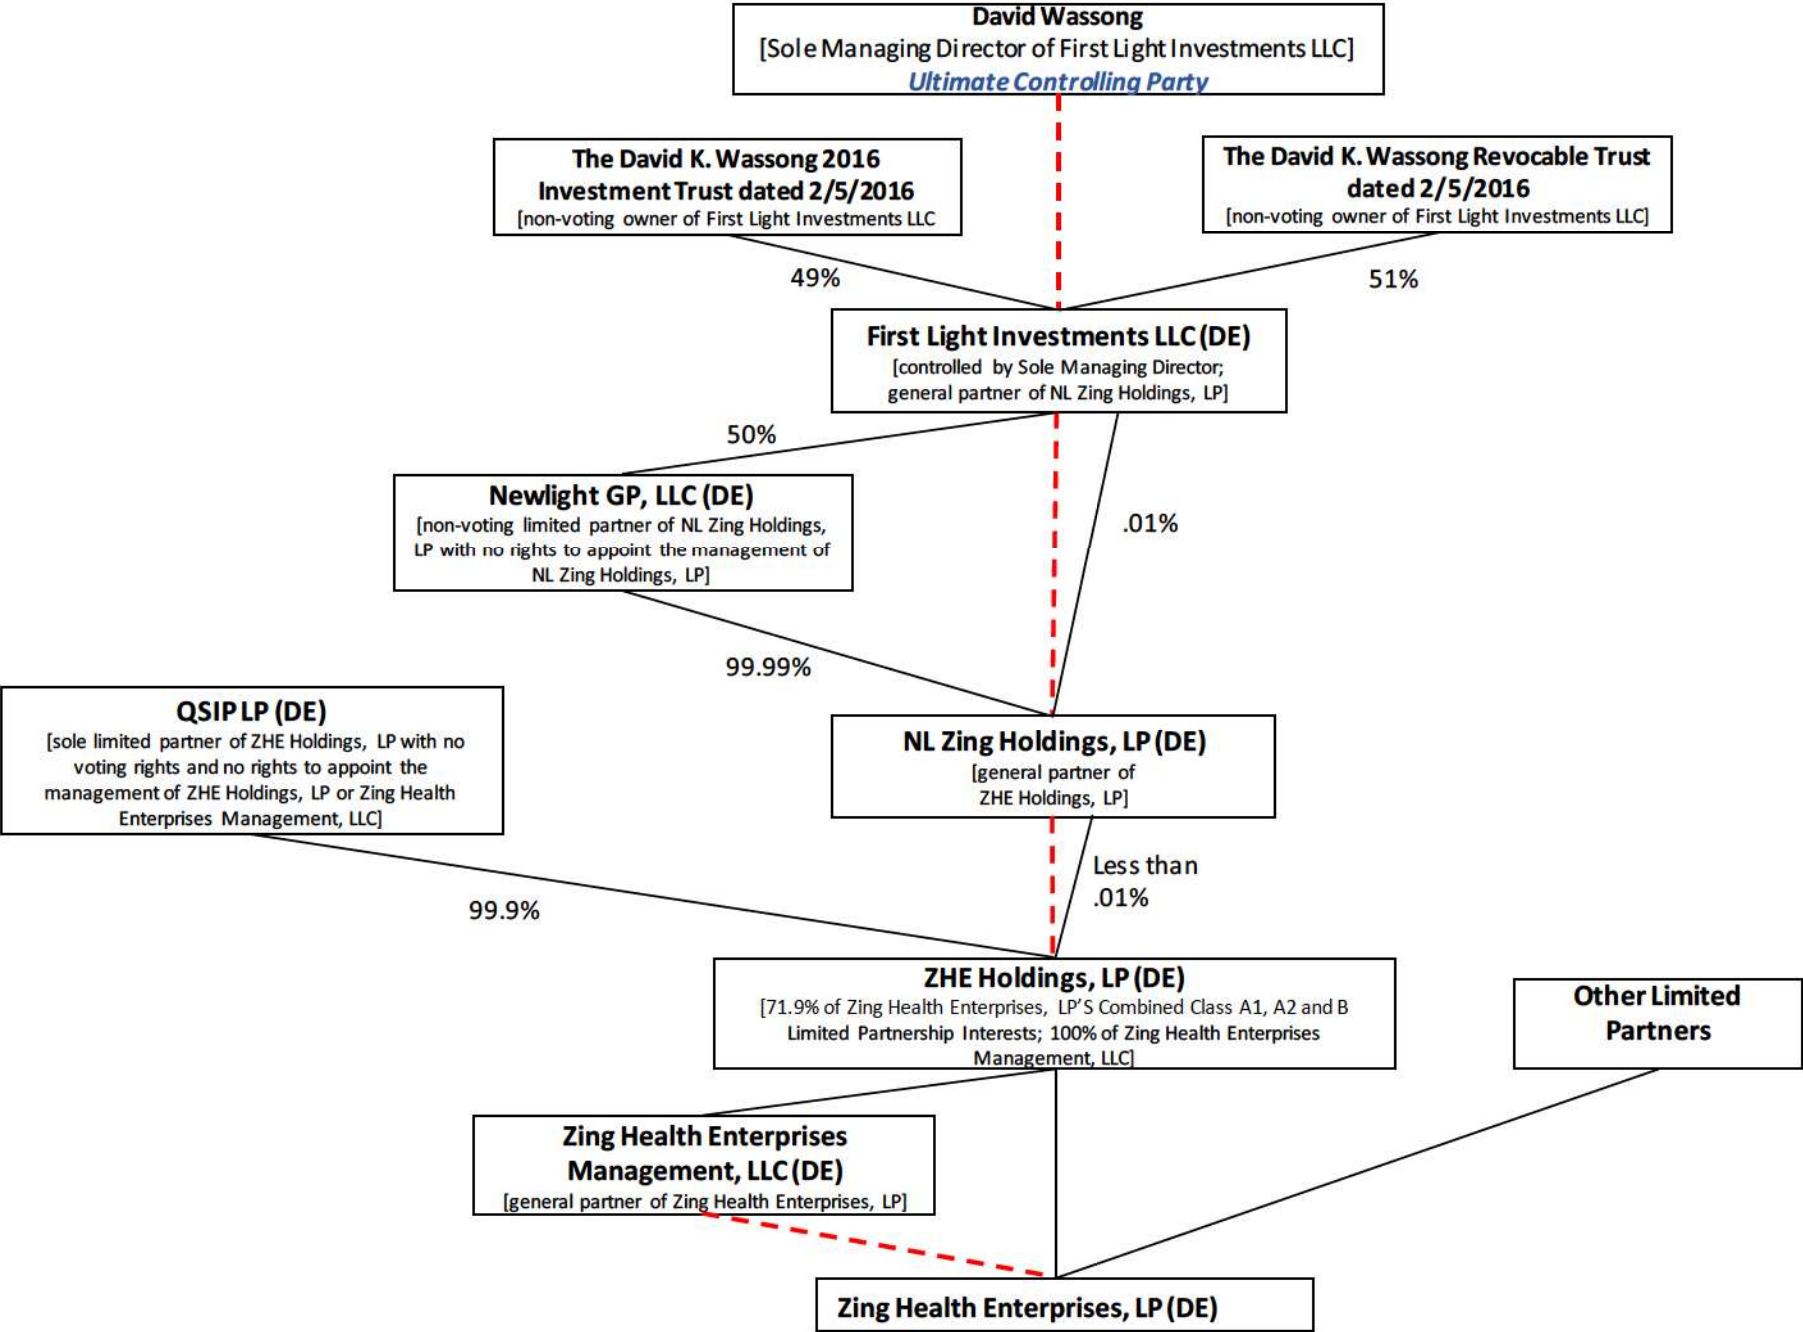 David Wassong
[Sole Managing Director of First Light Investments LLC]
Ultimate Controlling Party
The David K. Wassong 2016
Investment Trust dated 2/5/2016
[non-voting owner of First Light Investments LLC
The David K. Wassong Revocable Trust
dated 2/5/2016
[non-voting owner of First Light Investments LLC]
49%
51%
First Light Investments LLC (DE)
[controlled by Sole Managing Director;
general partner of NL Zing Holdings, LP]
50%
Newlight GP, LLC (DE)
[non-voting limited partner of NL Zing Holdings,
LP with no rights to appoint the management of
NL Zing Holdings, LP]
.01%
99.99%
QSIP LP (DE)
[sole limited partner of ZHE Holdings, LP with no
voting rights and no rights to appoint the
management of ZHE Holdings, LP or Zing Health
Enterprises Management, LLC]
NL Zing Holdings, LP (DE)
[general partner of
ZHE Holdings, LP]
Less than
.01%
99.9%
ZHE Holdings, LP (DE)
[71.9% of Zing Health Enterprises, LP'S Combined Class A1, A2 and B
Limited Partnership Interests; 100% of Zing Health Enterprises
Management, LLC]
Other Limited
Partners
Zing Health Enterprises
Management, LLC (DE)
[general partner of Zing Health Enterprises, LP]
Zing Health Enterprises, LP (DE)